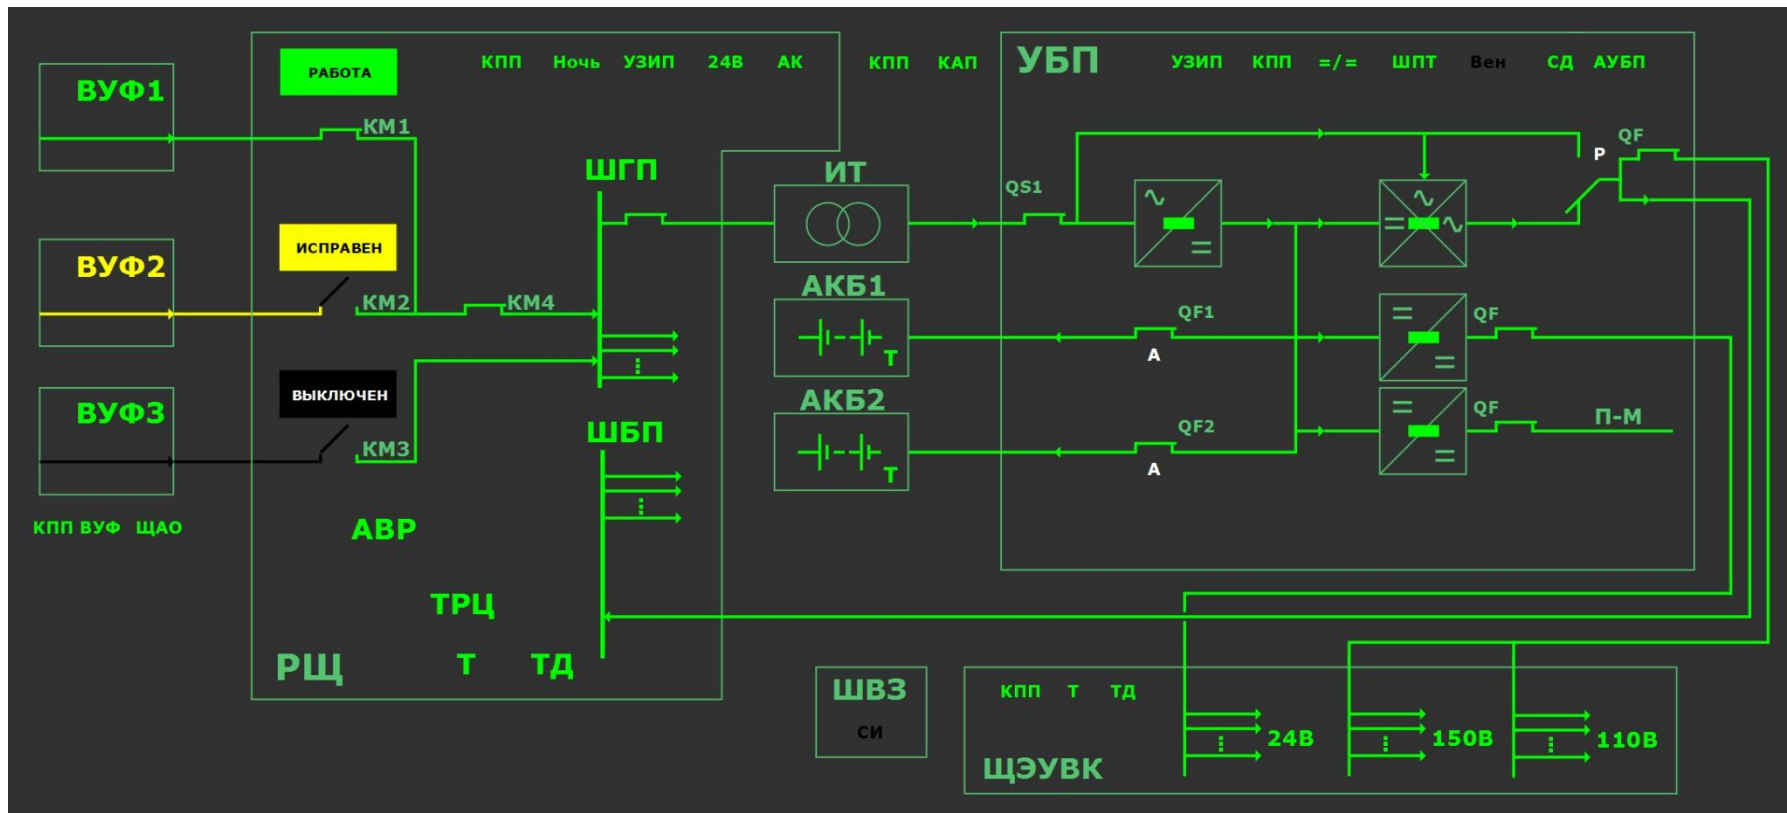 РАБОТА
КПП Ночь УЗИП 24В АК
КПП КАП
УБП
УЗИП КПП =/= ШПТ Вен СД АУБП
ВУФ1
КМ1
ШГП
ИТ
QS1
P
QF
ИСПРАВЕН
ВУФ2
КМ2
КМ4
АКБ1
T
QF1
A
QF
ВЫКЛЮЧЕН
ВУФ3
КМ3
ШБП
АКБ2
T
QF2
A
QF
П-М
КПП ВУФ ЩАО
АВР
ТРЦ
РЩ
Т ТД
ШВЗ
СИ
КПП Т ТД
24В
150В
110В
ЩЭУВК